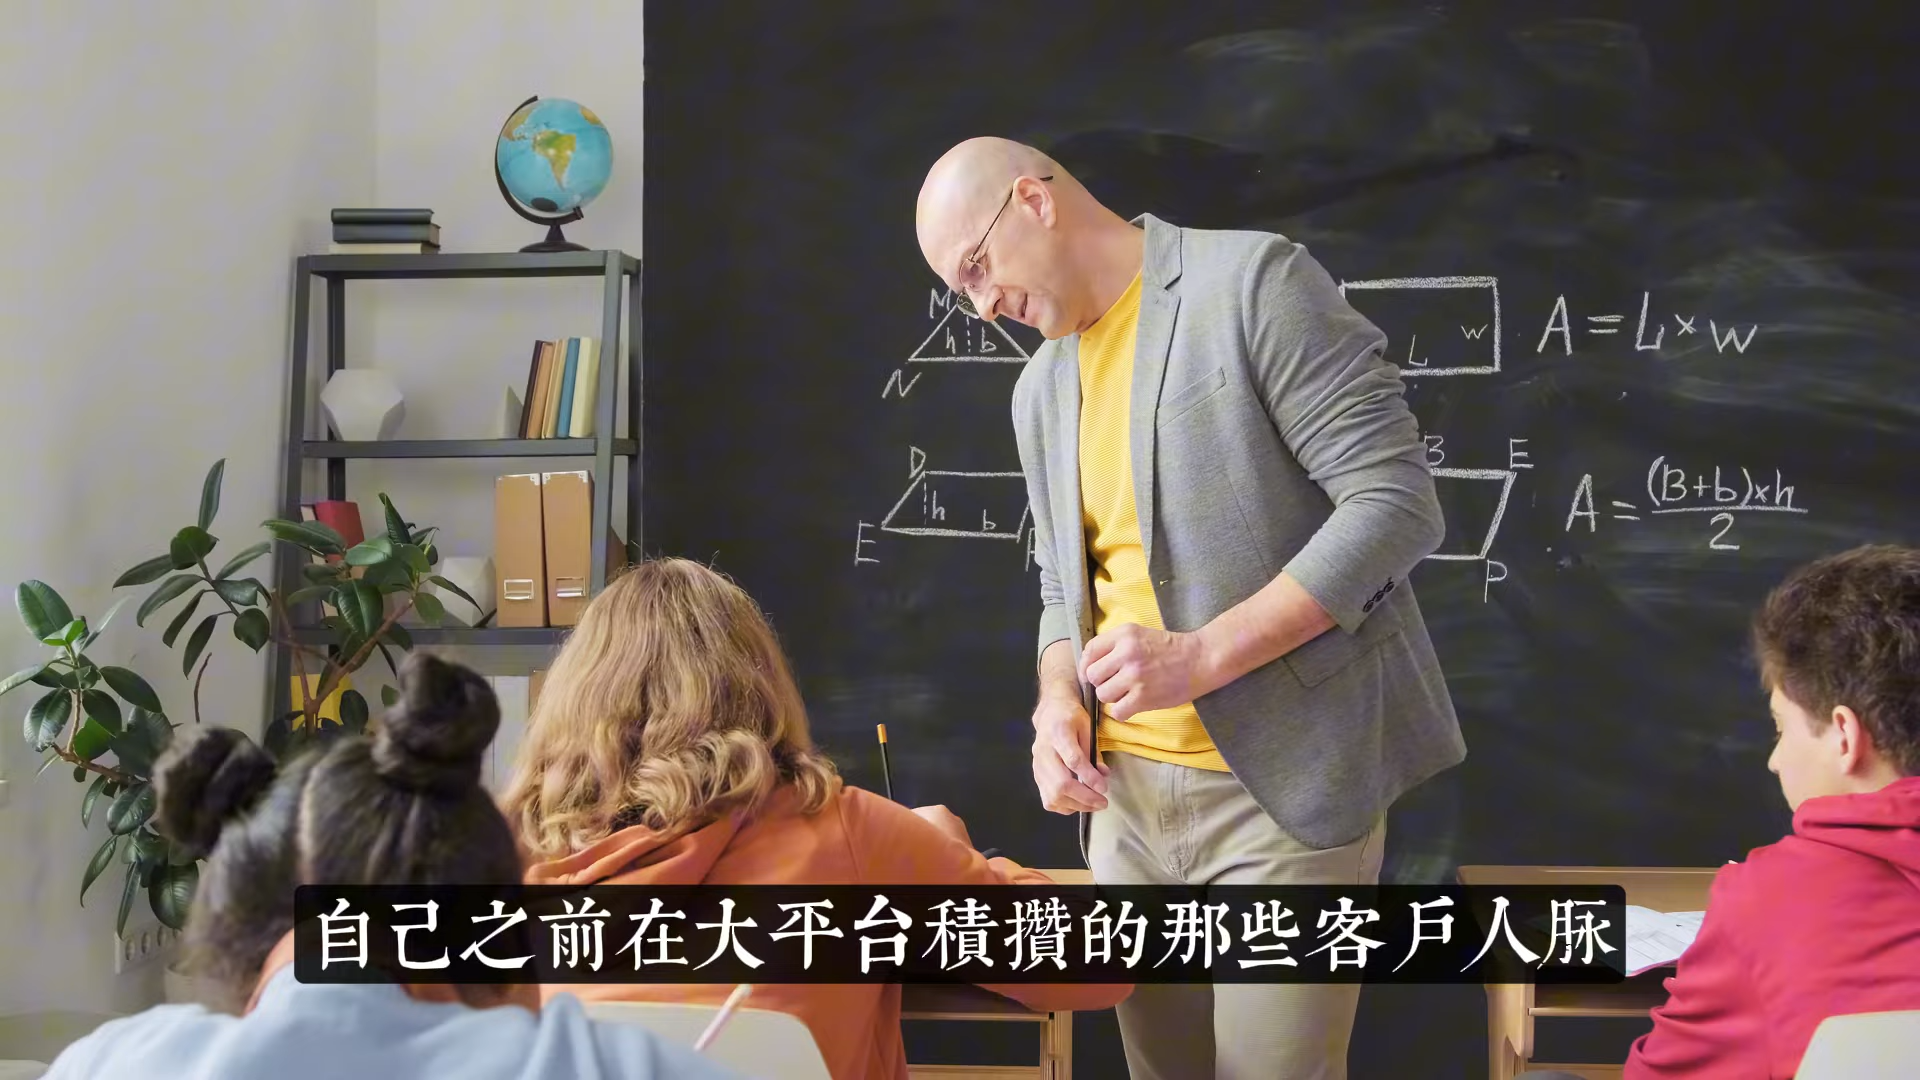 M
h b
N
L W
A = L × W
D
h b
E
B E
P
A = (B+b)×h / 2
自己之前在大平台積攢的那些客戶人脈